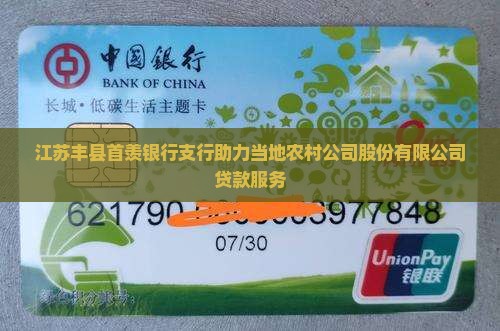 中国银行
BANK OF CHINA
长城·低碳生活主题卡
江苏丰县首羡银行支行助力当地农村公司股份有限公司
贷款服务
621790
3977848
07/30
UnionPay
银联